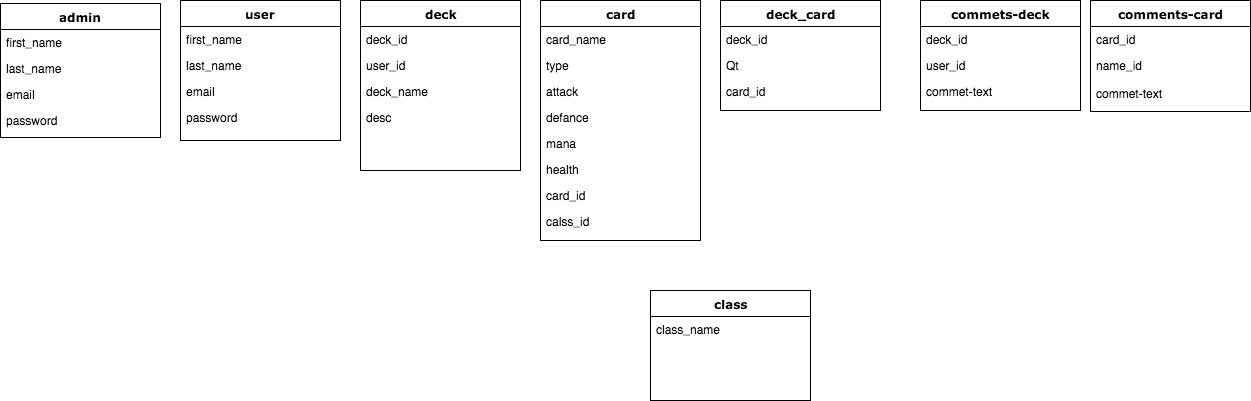 admin
first_name
last_name
email
password
user
first_name
last_name
email
password
deck
deck_id
user_id
deck_name
desc
card
card_name
type
attack
defance
mana
health
card_id
calss_id
deck_card
deck_id
Qt
card_id
commets-deck
deck_id
user_id
commet-text
comments-card
card_id
name_id
commet-text
class
class_name